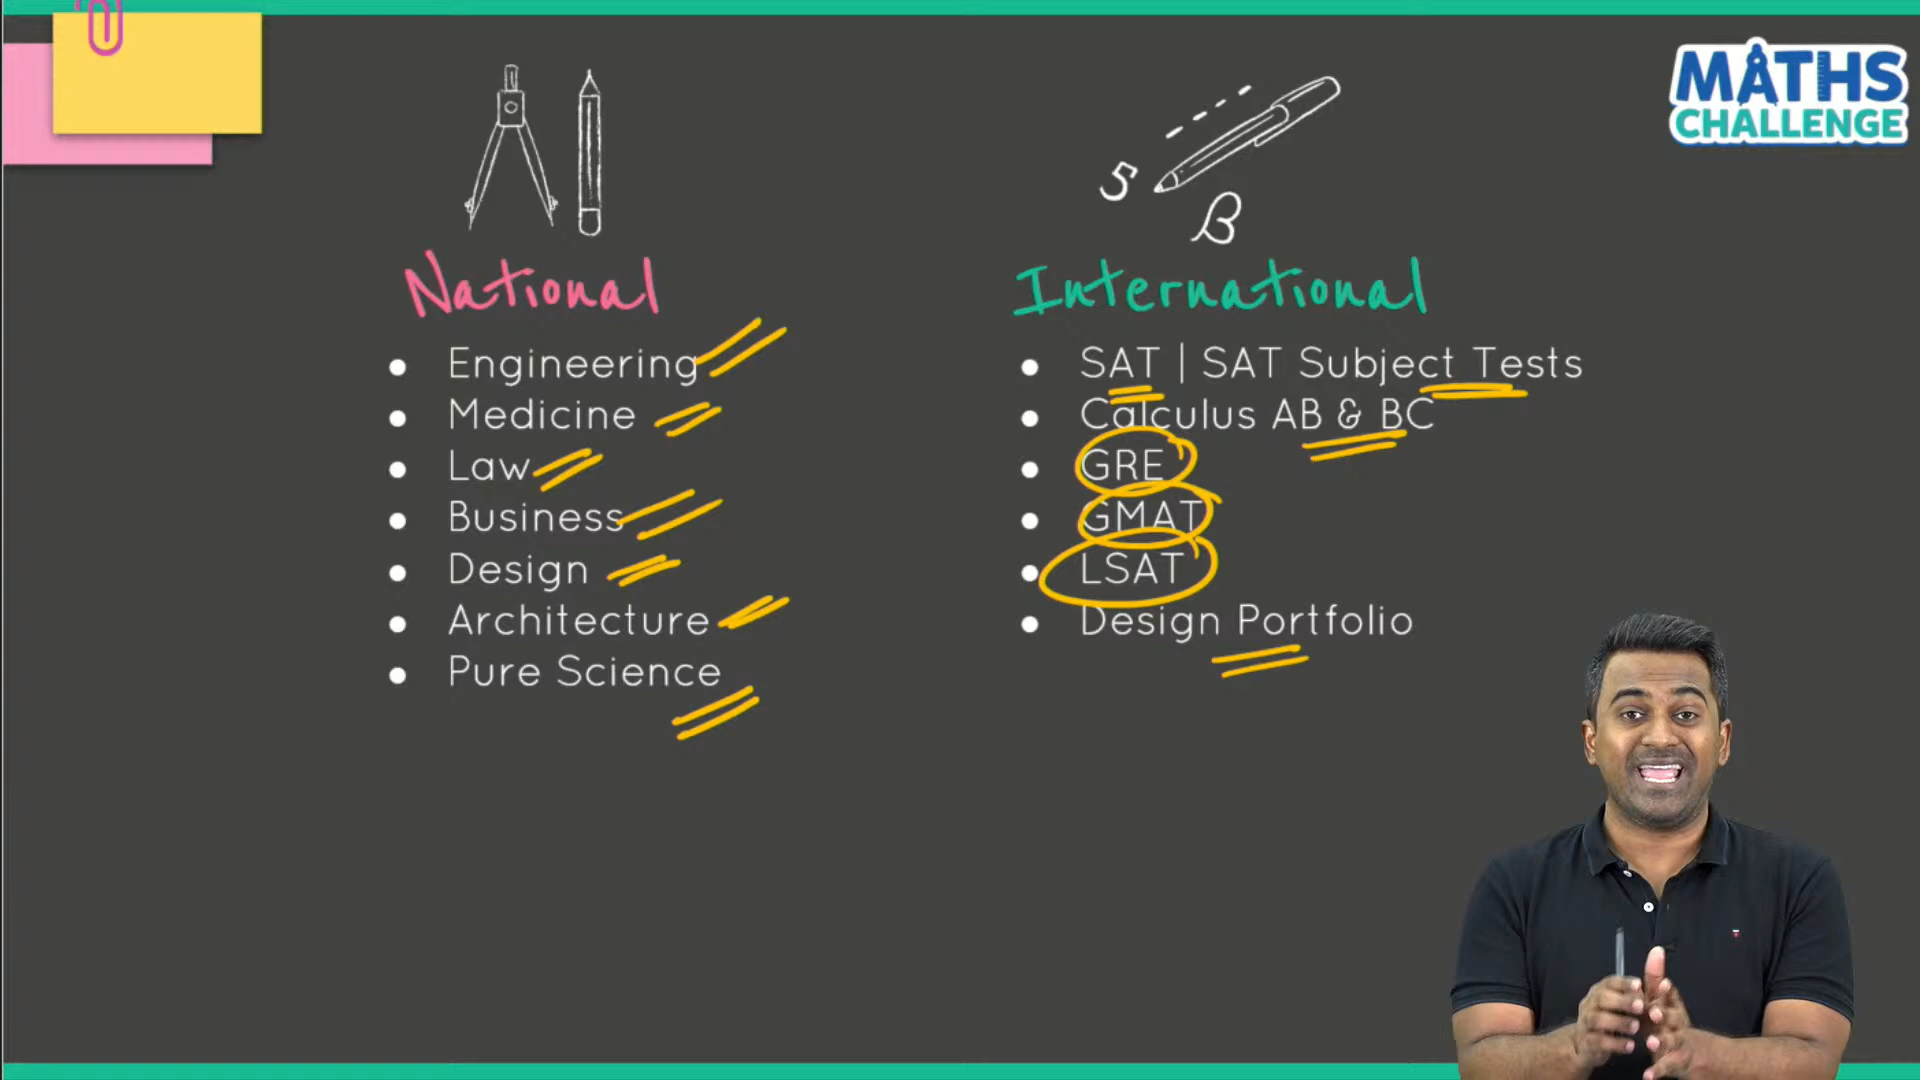 MATHS
CHALLENGE
5
β
National
Engineering
Medicine
Law
Business
Design
Architecture
Pure Science
International
SAT | SAT Subject Tests
Calculus AB & BC
GRE
GMAT
LSAT
Design Portfolio